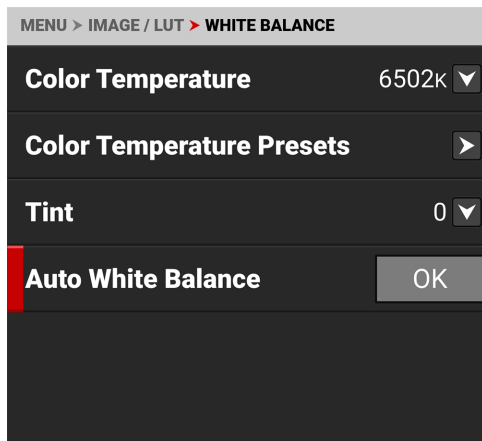 MENU > IMAGE / LUT > WHITE BALANCE
Color Temperature 6502K
Color Temperature Presets
Tint 0
Auto White Balance OK